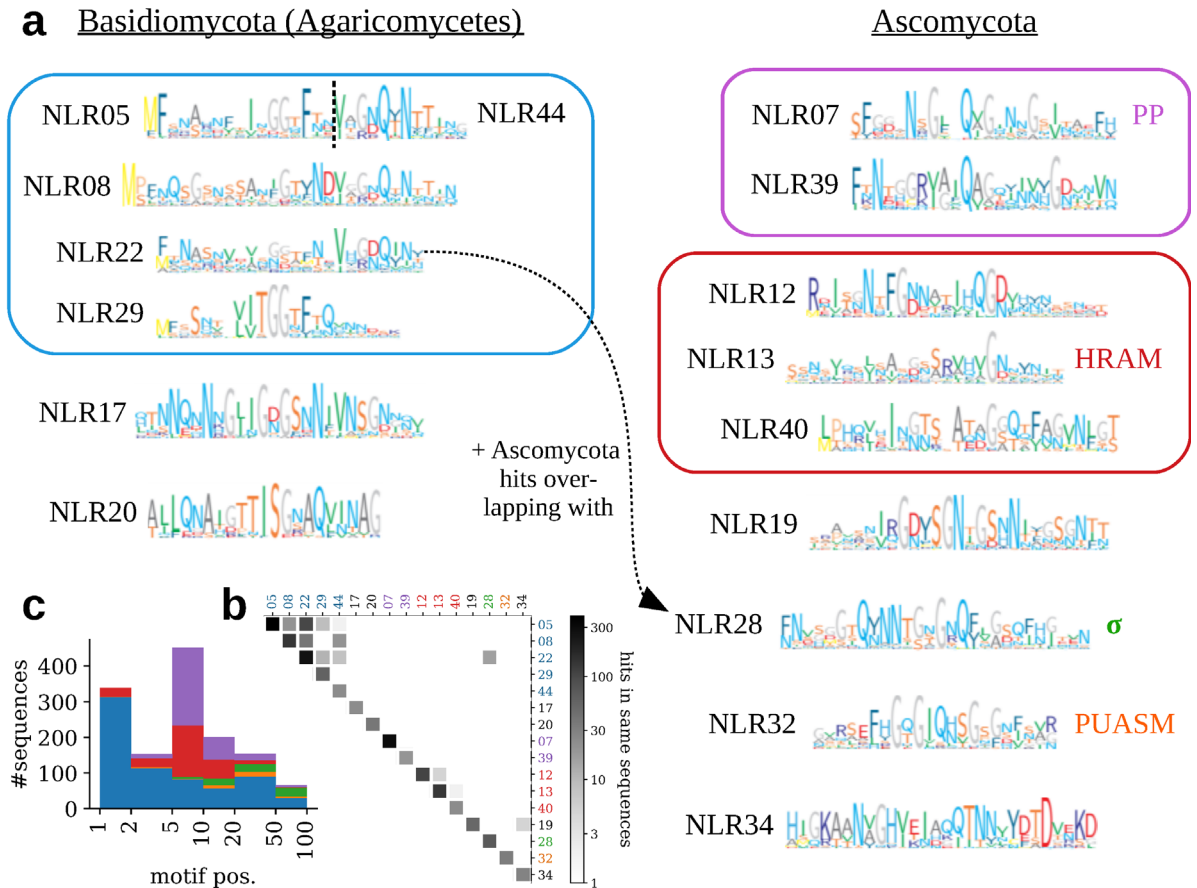 a Basidiomycota (Agaricomycetes) Ascomycota
NLR05 NLR44
NLR08
NLR22
NLR29
NLR17
NLR20
+ Ascomycota
hits over-
lapping with
NLR07 PP
NLR39
NLR12
NLR13 HRAM
NLR40
NLR19
NLR28 σ
NLR32 PUASM
NLR34
c
#sequences
400
300
200
100
0
1 2 5 10 20 50 100
motif pos.
b
05 08 22 29 44 17 20 07 39 12 13 40 19 28 32 34
05
08
22
29
44
17
20
07
39
12
13
40
19
28
32
34
300
100
30
10
3
1
hits in same sequences